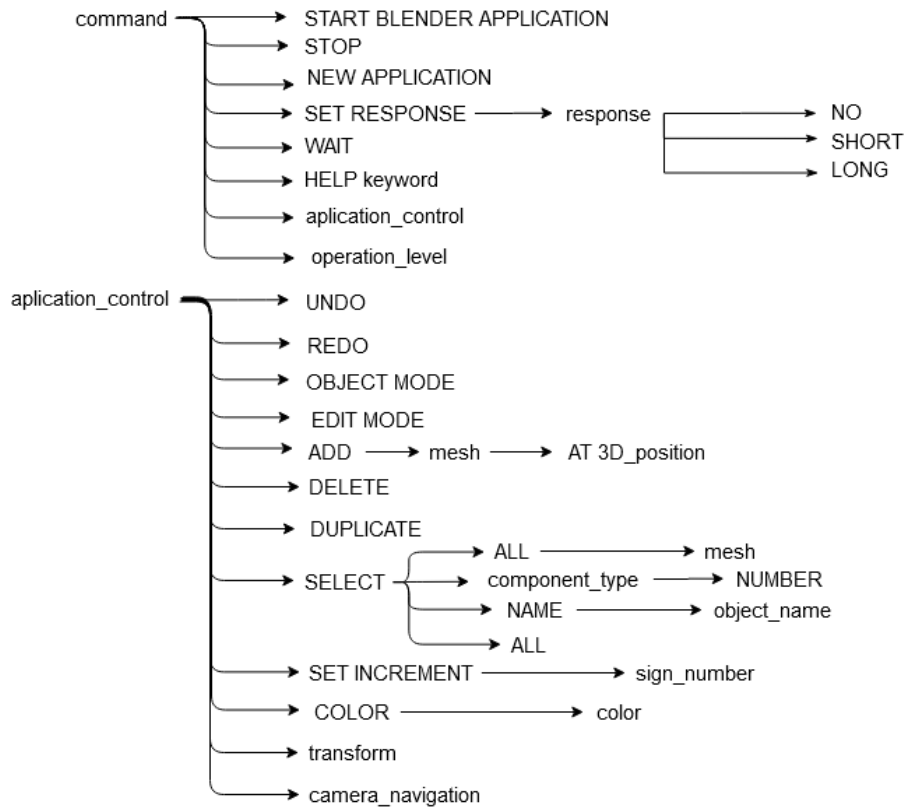 command START BLENDER APPLICATION
STOP
NEW APPLICATION
SET RESPONSE response NO
SHORT
LONG
WAIT
HELP keyword
aplication_control
operation_level
aplication_control UNDO
REDO
OBJECT MODE
EDIT MODE
ADD mesh AT 3D_position
DELETE
DUPLICATE
SELECT ALL mesh
component_type NUMBER
NAME object_name
ALL
SET INCREMENT sign_number
COLOR color
transform
camera_navigation